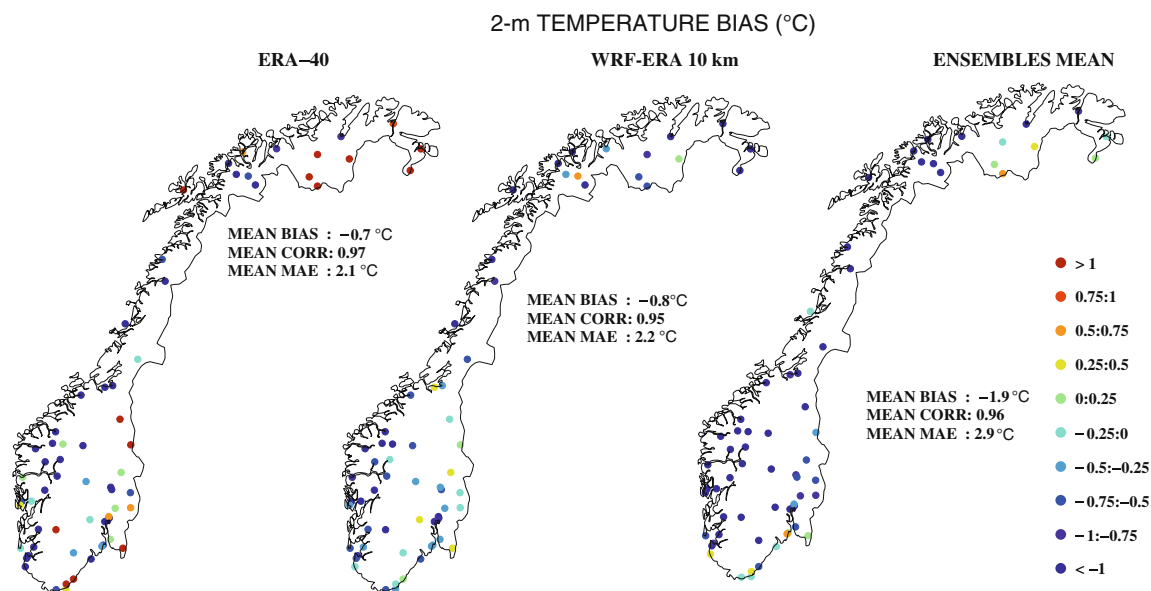 2-m TEMPERATURE BIAS (°C)
ERA−40
WRF-ERA 10 km
ENSEMBLES MEAN
MEAN BIAS : −0.7 °C
MEAN CORR: 0.97
MEAN MAE : 2.1 °C
MEAN BIAS : −0.8°C
MEAN CORR: 0.95
MEAN MAE : 2.2 °C
MEAN BIAS : −1.9°C
MEAN CORR: 0.96
MEAN MAE : 2.9°C
> 1
0.75:1
0.5:0.75
0.25:0.5
0:0.25
−0.25:0
−0.5:−0.25
−0.75:−0.5
−1:−0.75
< −1